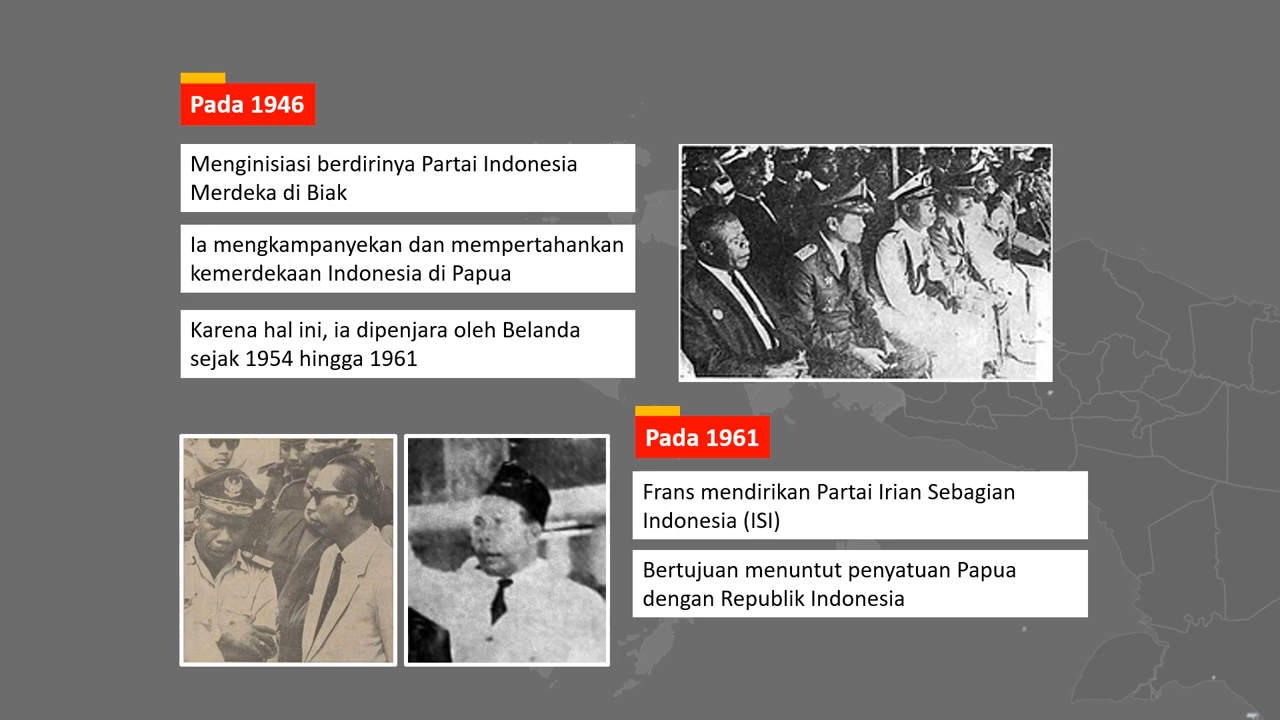 Pada 1946
Menginisiasi berdirinya Partai Indonesia
Merdeka di Biak
Ia mengkampanyekan dan mempertahankan
kemerdekaan Indonesia di Papua
Karena hal ini, ia dipenjara oleh Belanda
sejak 1954 hingga 1961
Pada 1961
Frans mendirikan Partai Irian Sebagian
Indonesia (ISI)
Bertujuan menuntut penyatuan Papua
dengan Republik Indonesia